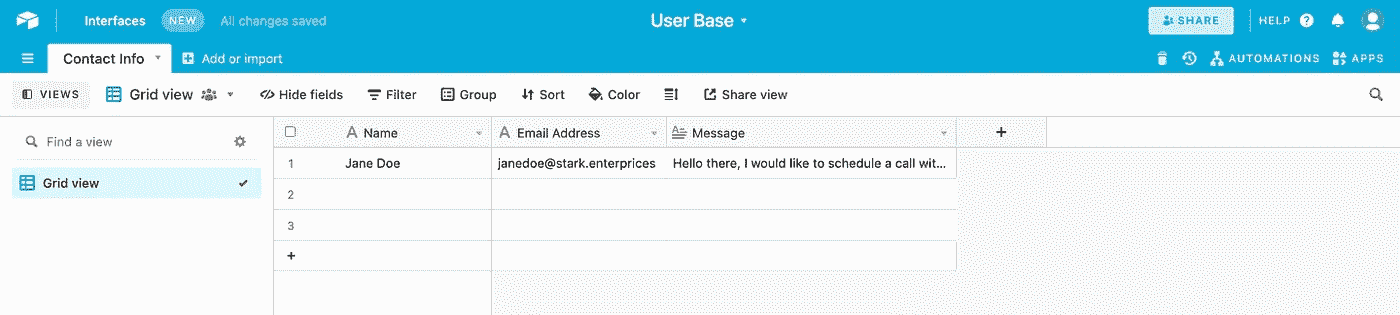 Interfaces NEW All changes saved User Base SHARE HELP ?
Contact Info Add or import AUTOMATIONS APPS
VIEWS Grid view Hide fields Filter Group Sort Color Share view
Find a view
Grid view
A Name A Email Address A Message +
1 Jane Doe janedoe@stark.enterprices Hello there, I would like to schedule a call wit...
2
3
+